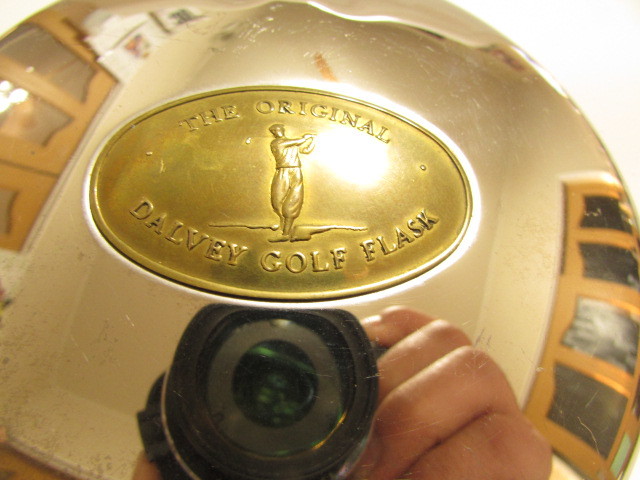 THE ORIGINAL
DALVEY GOLF FLASK